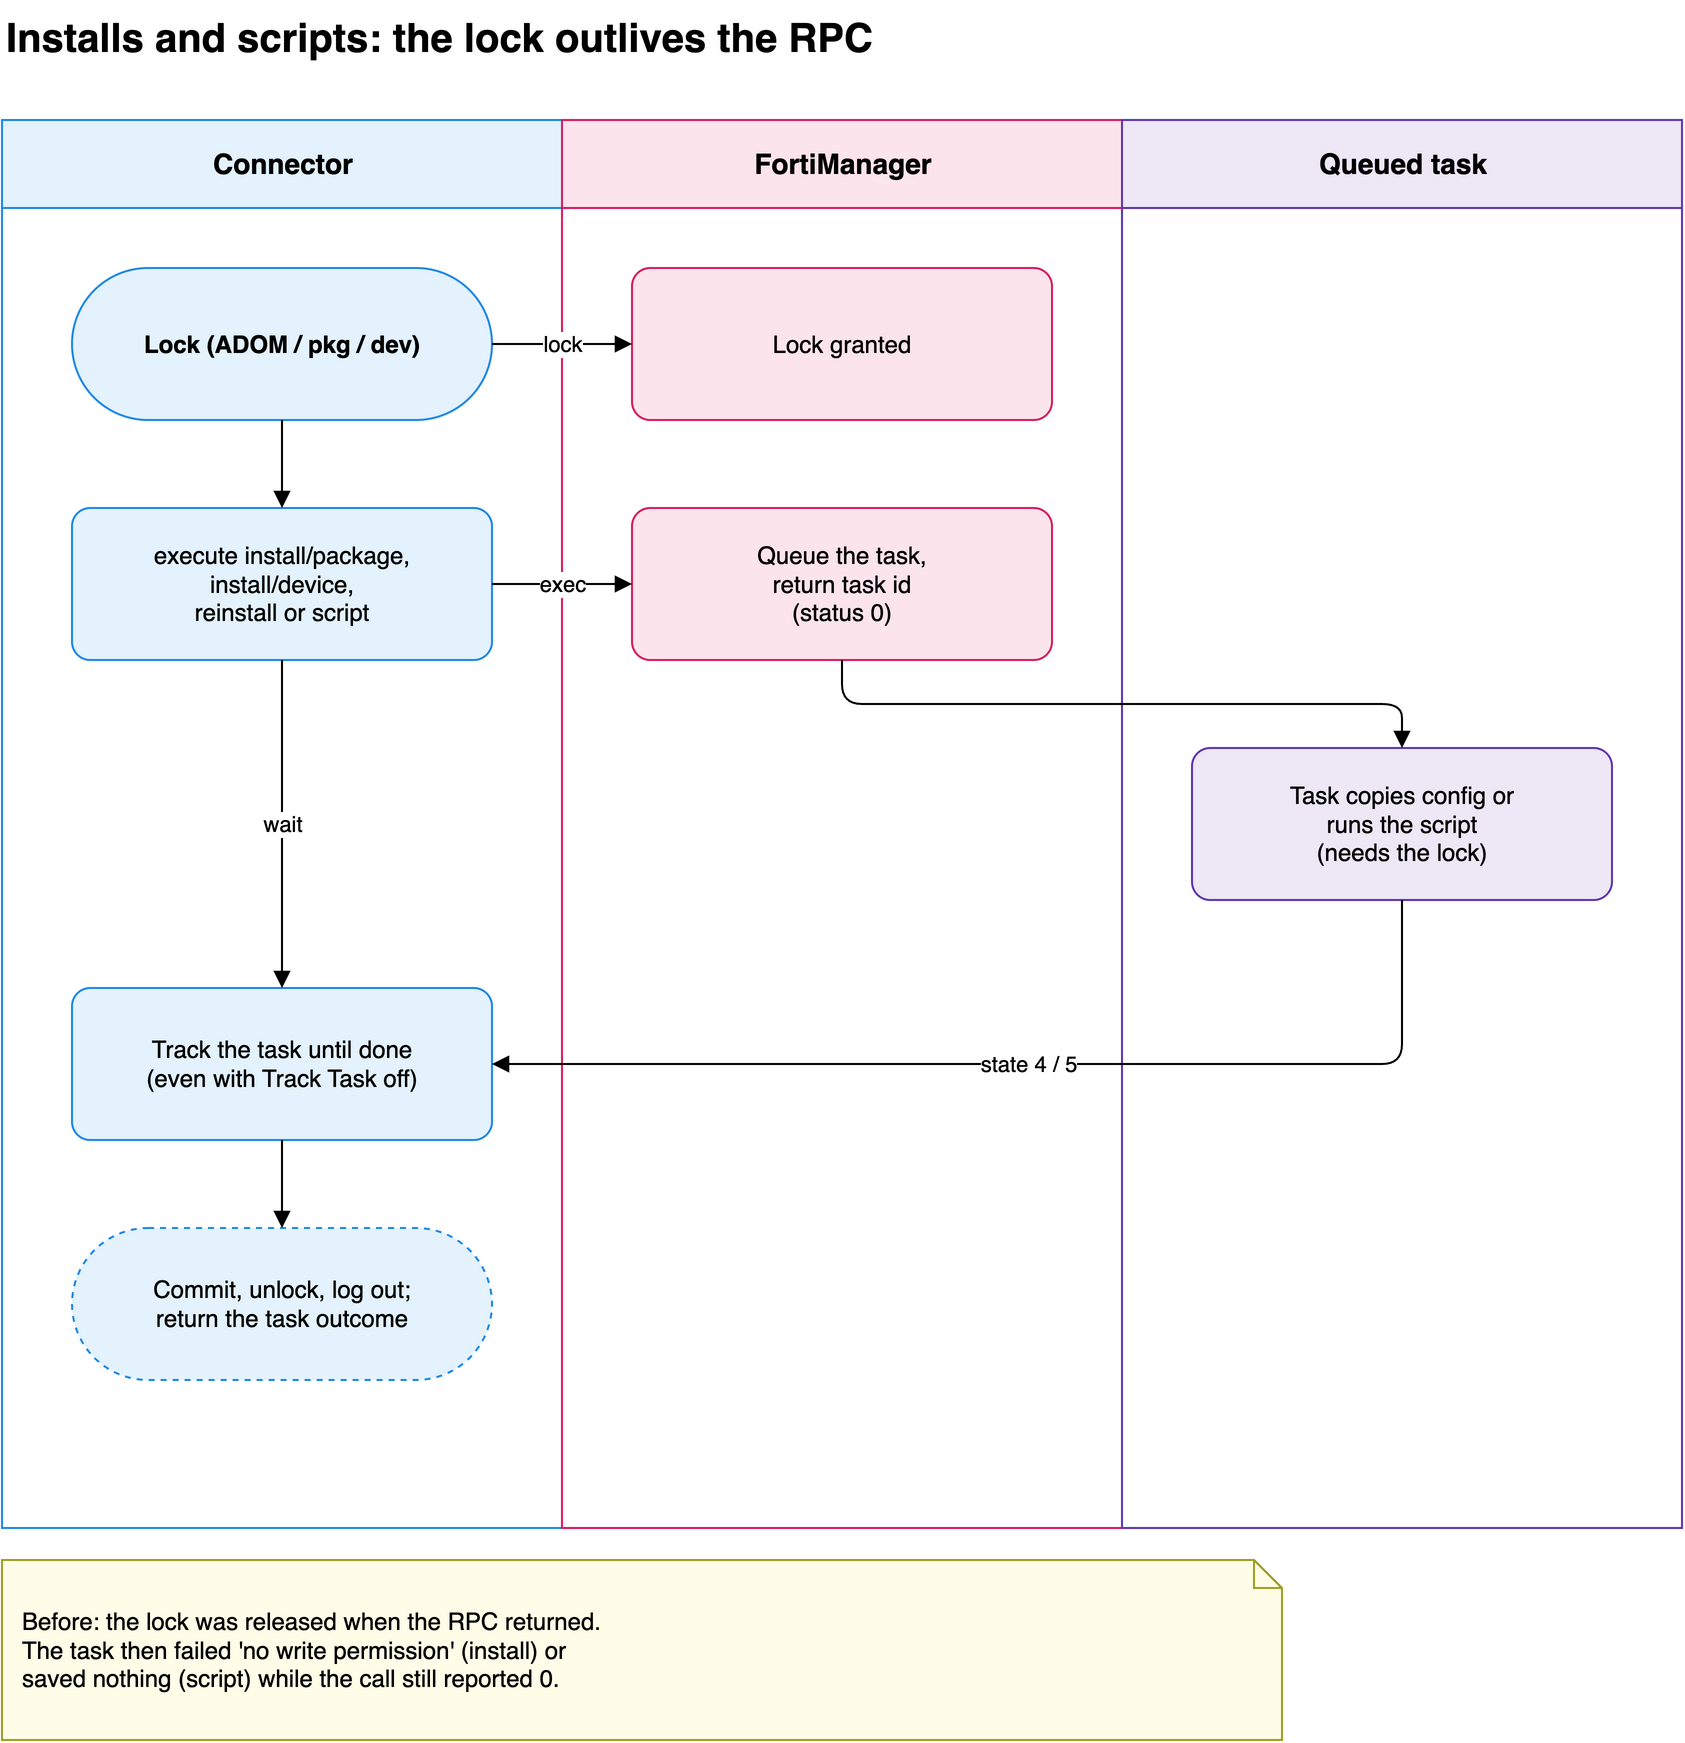 Installs and scripts: the lock outlives the RPC
Connector
FortiManager
Queued task
Lock (ADOM / pkg / dev)
lock
Lock granted
execute install/package,
install/device,
reinstall or script
exec
Queue the task,
return task id
(status 0)
wait
Task copies config or
runs the script
(needs the lock)
Track the task until done
(even with Track Task off)
state 4 / 5
Commit, unlock, log out;
return the task outcome
Before: the lock was released when the RPC returned.
The task then failed 'no write permission' (install) or
saved nothing (script) while the call still reported 0.